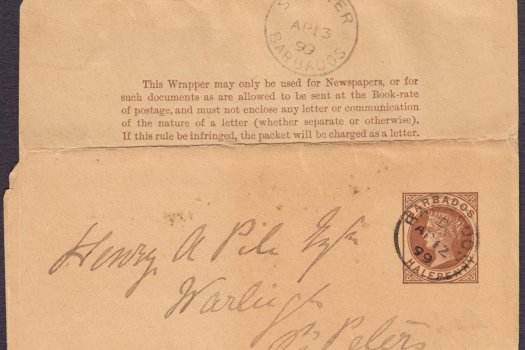 AP 13
99
BARBADOS
This Wrapper may only be used for Newspapers, or for
such documents as are allowed to be sent at the Book-rate
of postage, and must not enclose any letter or communication
of the nature of a letter (whether separate or otherwise).
If this rule be infringed, the packet will be charged as a letter.
BARBADOS
AP 12
99
HALFPENNY
Henry A Pile Esqre
Warleigh
St Peters